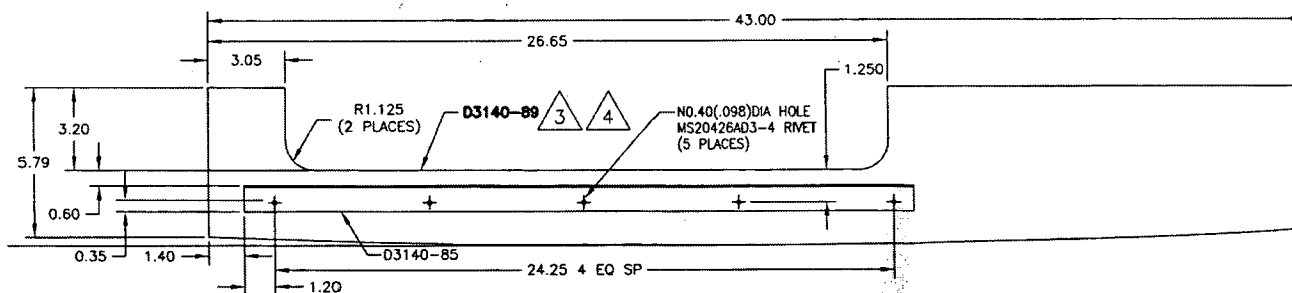 43.00
26.65
3.05
1.250
R1.125
(2 PLACES)
D3140-89
3
4
NO.40(.098)DIA HOLE
MS20426AD3-4 RIVET
(5 PLACES)
3.20
5.79
0.60
0.35
1.40
D3140-85
24.25 4 EQ SP
1.20